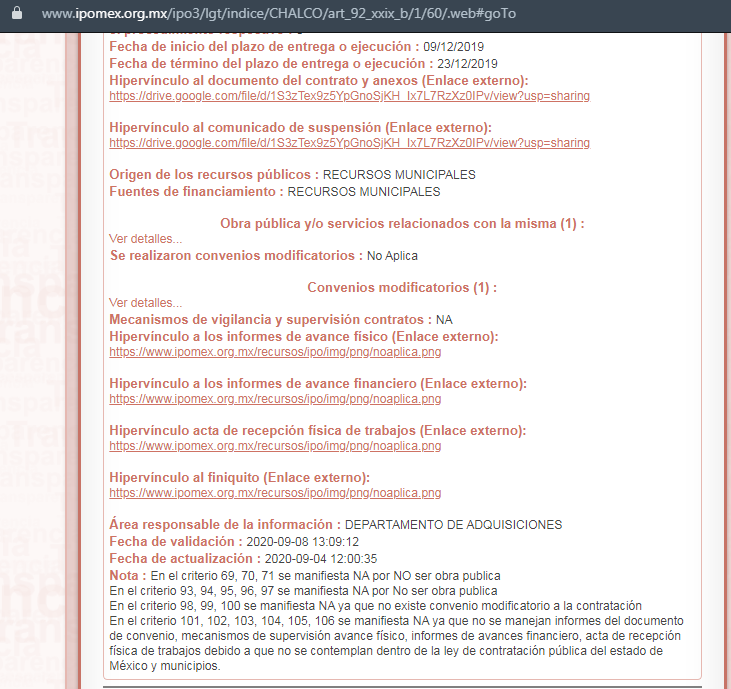 www.ipomex.org.mx/ipo3/lgt/indice/CHALCO/art_92_xxix_b/1/60/.web#goTo
Fecha de inicio del plazo de entrega o ejecución : 09/12/2019
Fecha de término del plazo de entrega o ejecución : 23/12/2019
Hipervínculo al documento del contrato y anexos (Enlace externo):
https://drive.google.com/file/d/1S3zTex9z5YpGnoSjKH_Ix7L7RzXz0IPv/view?usp=sharing
Hipervínculo al comunicado de suspensión (Enlace externo):
https://drive.google.com/file/d/1S3zTex9z5YpGnoSjKH_Ix7L7RzXz0IPv/view?usp=sharing
Origen de los recursos públicos : RECURSOS MUNICIPALES
Fuentes de financiamiento : RECURSOS MUNICIPALES
Obra pública y/o servicios relacionados con la misma (1) :
Ver detalles...
Se realizaron convenios modificatorios : No Aplica
Convenios modificatorios (1) :
Ver detalles...
Mecanismos de vigilancia y supervisión contratos : NA
Hipervínculo a los informes de avance físico (Enlace externo):
https://www.ipomex.org.mx/recursos/ipo/img/png/noaplica.png
Hipervínculo a los informes de avance financiero (Enlace externo):
https://www.ipomex.org.mx/recursos/ipo/img/png/noaplica.png
Hipervínculo acta de recepción física de trabajos (Enlace externo):
https://www.ipomex.org.mx/recursos/ipo/img/png/noaplica.png
Hipervínculo al finiquito (Enlace externo):
https://www.ipomex.org.mx/recursos/ipo/img/png/noaplica.png
Área responsable de la información : DEPARTAMENTO DE ADQUISICIONES
Fecha de validación : 2020-09-08 13:09:12
Fecha de actualización : 2020-09-04 12:00:35
Nota : En el criterio 69, 70, 71 se manifiesta NA por NO ser obra publica
En el criterio 93, 94, 95, 96, 97 se manifiesta NA por No ser obra publica
En el criterio 98, 99, 100 se manifiesta NA ya que no existe convenio modificatorio a la contratación
En el criterio 101, 102, 103, 104, 105, 106 se manifiesta NA ya que no se manejan informes del documento
de convenio, mecanismos de supervisión avance físico, informes de avances financiero, acta de recepción
física de trabajos debido a que no se contemplan dentro de la ley de contratación pública del estado de
México y municipios.